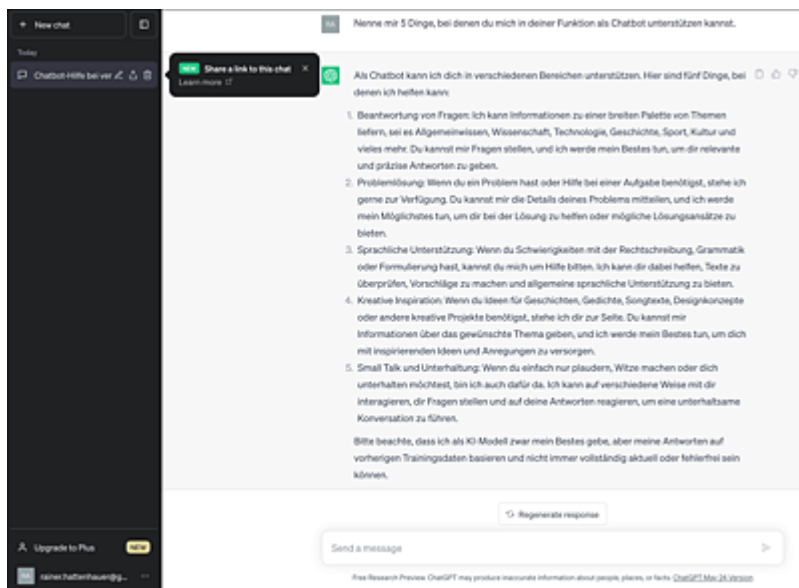 New chat
Today
Chatbot-Hilfe bei ver
NEW Share a link to this chat
Learn more
Upgrade to Plus NEW
rainer.hattenhauer@g...
RA Nenne mir 5 Dinge, bei denen du mich in deiner Funktion als Chatbot unterstützen kannst.
Als Chatbot kann ich dich in verschiedenen Bereichen unterstützen. Hier sind fünf Dinge, bei
denen ich helfen kann:
1. Beantwortung von Fragen: Ich kann Informationen zu einer breiten Palette von Themen
liefern, sei es Allgemeinwissen, Wissenschaft, Technologie, Geschichte, Sport, Kultur und
vieles mehr. Du kannst mir Fragen stellen, und ich werde mein Bestes tun, um dir relevante
und präzise Antworten zu geben.
2. Problemlösung: Wenn du ein Problem hast oder Hilfe bei einer Aufgabe benötigst, stehe ich
gerne zur Verfügung. Du kannst mir die Details deines Problems mitteilen, und ich werde
mein Möglichstes tun, um dir bei der Lösung zu helfen oder mögliche Lösungsansätze zu
bieten.
3. Sprachliche Unterstützung: Wenn du Schwierigkeiten mit der Rechtschreibung, Grammatik
oder Formulierung hast, kannst du mich um Hilfe bitten. Ich kann dir dabei helfen, Texte zu
überprüfen, Vorschläge zu machen und allgemeine sprachliche Unterstützung zu bieten.
4. Kreative Inspiration: Wenn du Ideen für Geschichten, Gedichte, Songtexte, Designkonzepte
oder andere kreative Projekte benötigst, stehe ich dir zur Seite. Du kannst mir
Informationen über das gewünschte Thema geben, und ich werde mein Bestes tun, um dich
mit inspirierenden Ideen und Anregungen zu versorgen.
5. Small Talk und Unterhaltung: Wenn du einfach nur plaudern, Witze machen oder dich
unterhalten möchtest, bin ich auch dafür da. Ich kann auf verschiedene Weise mit dir
interagieren, dir Fragen stellen und auf deine Antworten reagieren, um eine unterhaltsame
Konversation zu führen.
Bitte beachte, dass ich als KI-Modell zwar mein Bestes gebe, aber meine Antworten auf
vorherigen Trainingsdaten basieren und nicht immer vollständig aktuell oder fehlerfrei sein
können.
Regenerate response
Send a message
Free Research Preview. ChatGPT may produce inaccurate information about people, places, or facts. ChatGPT May 24 Version